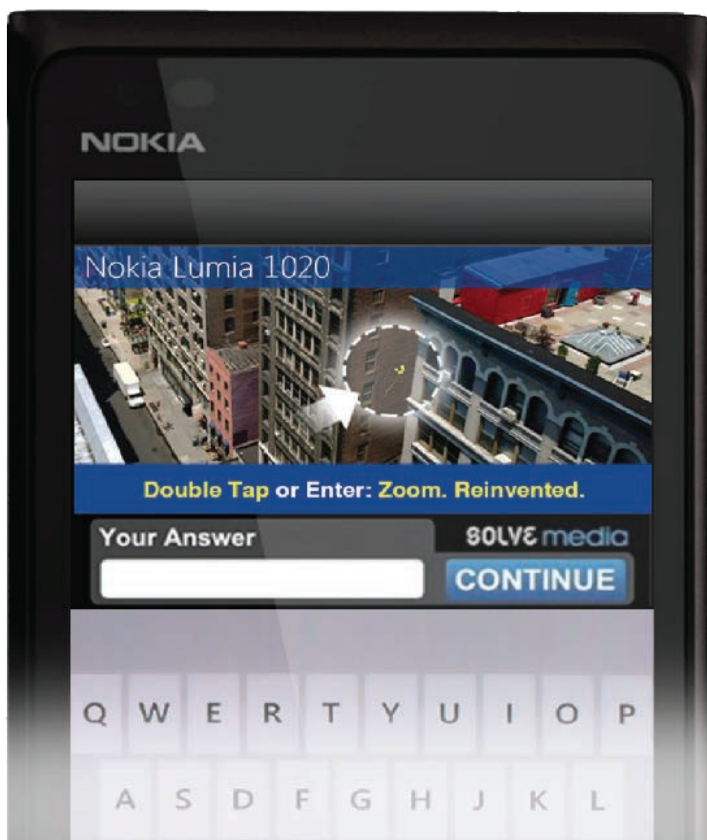 NOKIA
Nokia Lumia 1020
Double Tap or Enter: Zoom. Reinvented.
Your Answer
SOLVE media
CONTINUE
Q W E R T Y U I O P
A S D F G H J K L